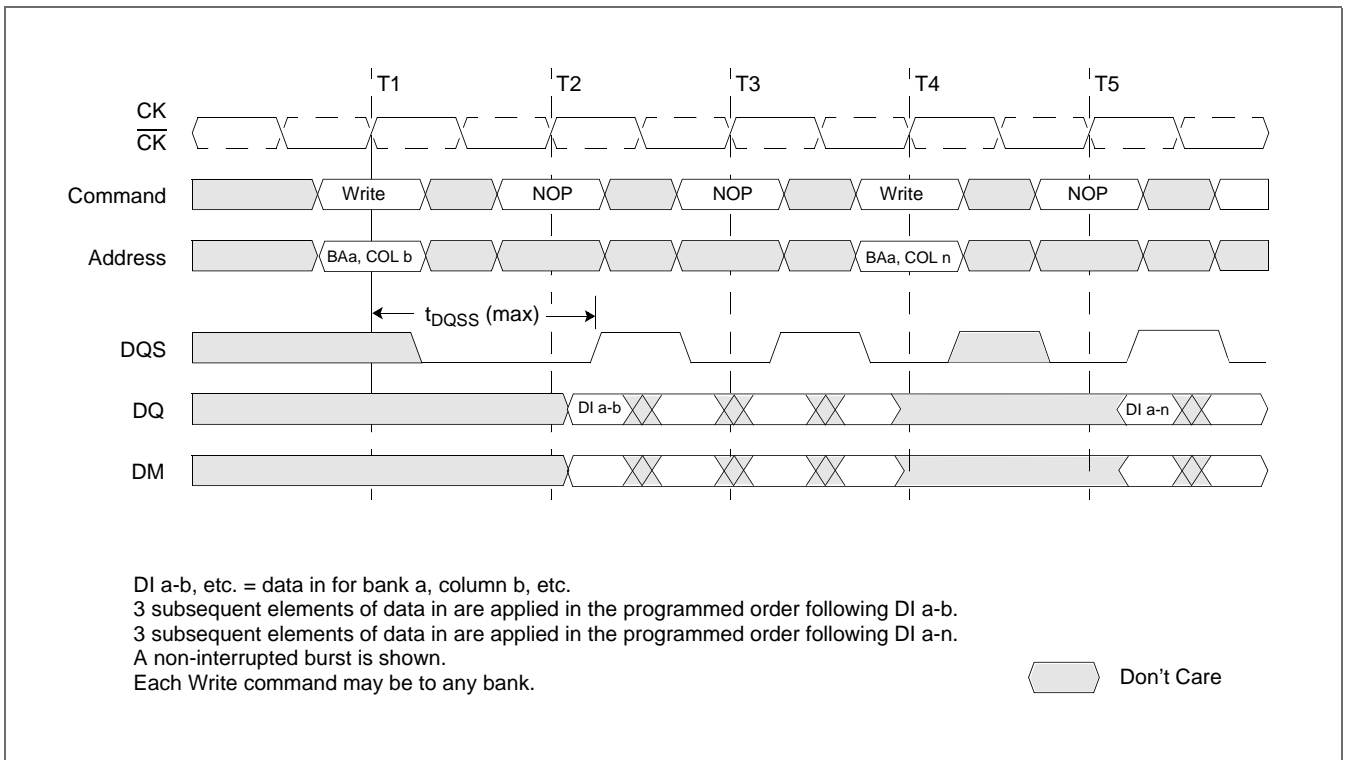 T1 T2 T3 T4 T5
CK
CK
Command Write NOP NOP Write NOP
Address BAa, COL b BAa, COL n
tDQSS (max)
DQS
DQ DI a-b DI a-n
DM
DI a-b, etc. = data in for bank a, column b, etc.
3 subsequent elements of data in are applied in the programmed order following DI a-b.
3 subsequent elements of data in are applied in the programmed order following DI a-n.
A non-interrupted burst is shown.
Each Write command may be to any bank.
Don't Care